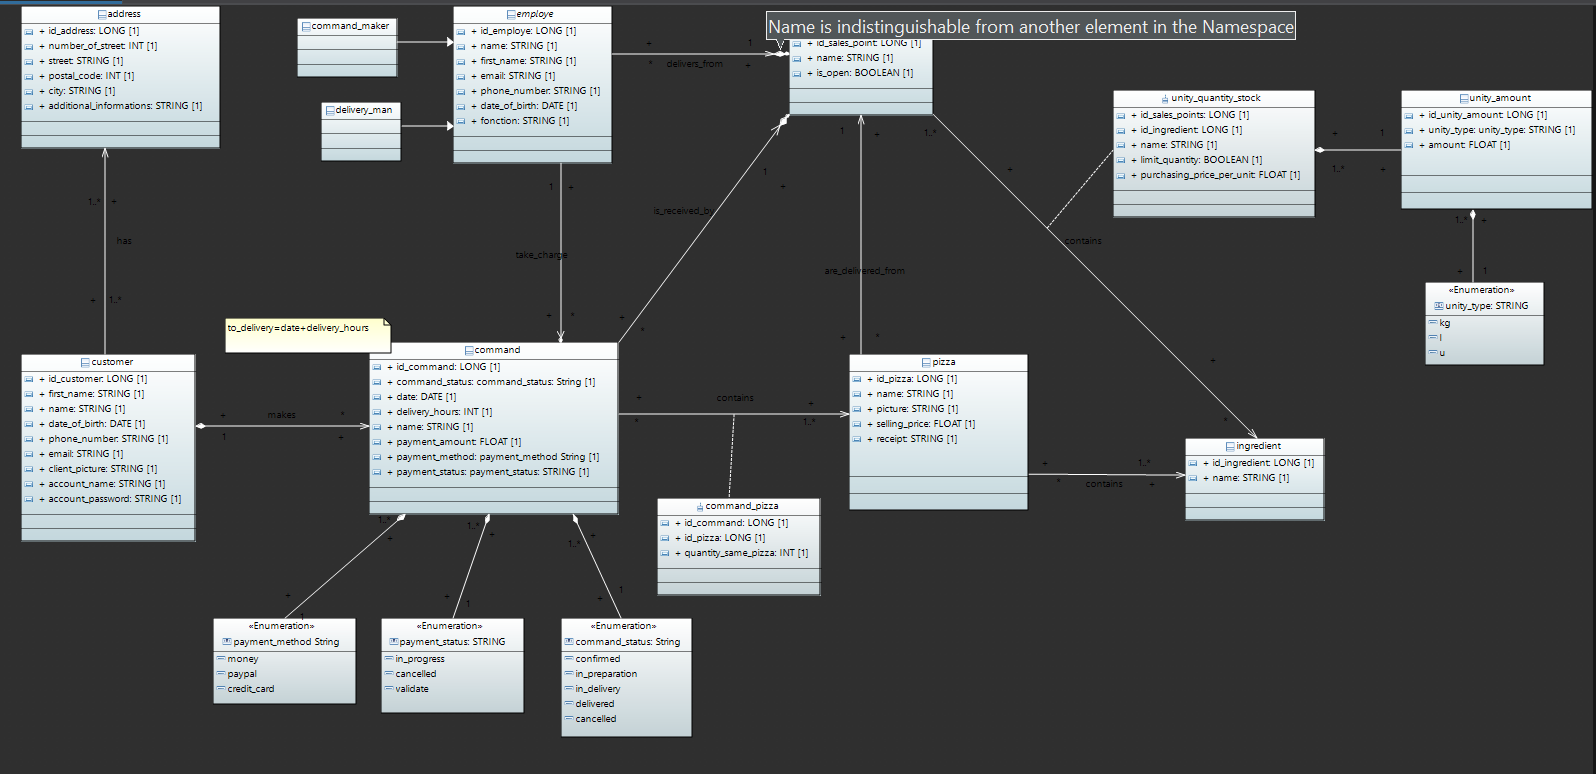 address
+ id_address: LONG [1]
+ number_of_street: INT [1]
+ street: STRING [1]
+ postal_code: INT [1]
+ city: STRING [1]
+ additional_informations: STRING [1]
command_maker
delivery_man
employe
+ id_employe: LONG [1]
+ name: STRING [1]
+ first_name: STRING [1]
+ email: STRING [1]
+ phone_number: STRING [1]
+ date_of_birth: DATE [1]
+ fonction: STRING [1]
Name is indistinguishable from another element in the Namespace
+ id_sales_point: LONG [1]
+ name: STRING [1]
+ is_open: BOOLEAN [1]
+ 1
* delivers_from +
unity_quantity_stock
+ id_sales_points: LONG [1]
+ id_ingredient: LONG [1]
+ name: STRING [1]
+ limit_quantity: BOOLEAN [1]
+ purchasing_price_per_unit: FLOAT [1]
+ 1
1..* +
unity_amount
+ id_unity_amount: LONG [1]
+ unity_type: unity_type: STRING [1]
+ amount: FLOAT [1]
1..* +
+ 1
«Enumeration»
unity_type: STRING
kg
l
u
1..* +
has
+ 1..*
1 +
take_charge
+ *
1
+
is_received_by
+
*
1 +
are_delivered_from
+ *
1..*
+
contains
+
*
to_delivery=date+delivery_hours
customer
+ id_customer: LONG [1]
+ first_name: STRING [1]
+ name: STRING [1]
+ date_of_birth: DATE [1]
+ phone_number: STRING [1]
+ email: STRING [1]
+ client_picture: STRING [1]
+ account_name: STRING [1]
+ account_password: STRING [1]
+ makes *
1 +
command
+ id_command: LONG [1]
+ command_status: command_status: String [1]
+ date: DATE [1]
+ delivery_hours: INT [1]
+ name: STRING [1]
+ payment_amount: FLOAT [1]
+ payment_method: payment_method String [1]
+ payment_status: payment_status: STRING [1]
+ contains +
* 1..*
pizza
+ id_pizza: LONG [1]
+ name: STRING [1]
+ picture: STRING [1]
+ selling_price: FLOAT [1]
+ receipt: STRING [1]
+ 1..*
* contains +
ingredient
+ id_ingredient: LONG [1]
+ name: STRING [1]
command_pizza
+ id_command: LONG [1]
+ id_pizza: LONG [1]
+ quantity_same_pizza: INT [1]
1..* +
1..* +
1..* +
+ 1
+ 1
+ 1
«Enumeration»
payment_method String
money
paypal
credit_card
«Enumeration»
payment_status: STRING
in_progress
cancelled
validate
«Enumeration»
command_status: String
confirmed
in_preparation
in_delivery
delivered
cancelled